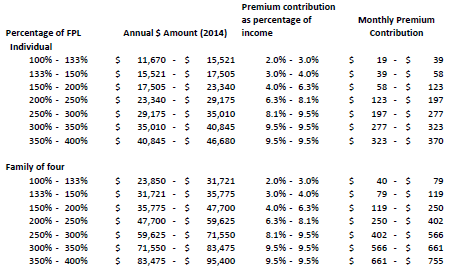 Premium contribution
as percentage of Monthly Premium
Percentage of FPL Annual $ Amount (2014) income Contribution
Individual
100% - 133% $ 11,670 - $ 15,521 2.0% - 3.0% $ 19 - $ 39
133% - 150% $ 15,521 - $ 17,505 3.0% - 4.0% $ 39 - $ 58
150% - 200% $ 17,505 - $ 23,340 4.0% - 6.3% $ 58 - $ 123
200% - 250% $ 23,340 - $ 29,175 6.3% - 8.1% $ 123 - $ 197
250% - 300% $ 29,175 - $ 35,010 8.1% - 9.5% $ 197 - $ 277
300% - 350% $ 35,010 - $ 40,845 9.5% - 9.5% $ 277 - $ 323
350% - 400% $ 40,845 - $ 46,680 9.5% - 9.5% $ 323 - $ 370
Family of four
100% - 133% $ 23,850 - $ 31,721 2.0% - 3.0% $ 40 - $ 79
133% - 150% $ 31,721 - $ 35,775 3.0% - 4.0% $ 79 - $ 119
150% - 200% $ 35,775 - $ 47,700 4.0% - 6.3% $ 119 - $ 250
200% - 250% $ 47,700 - $ 59,625 6.3% - 8.1% $ 250 - $ 402
250% - 300% $ 59,625 - $ 71,550 8.1% - 9.5% $ 402 - $ 566
300% - 350% $ 71,550 - $ 83,475 9.5% - 9.5% $ 566 - $ 661
350% - 400% $ 83,475 - $ 95,400 9.5% - 9.5% $ 661 - $ 755